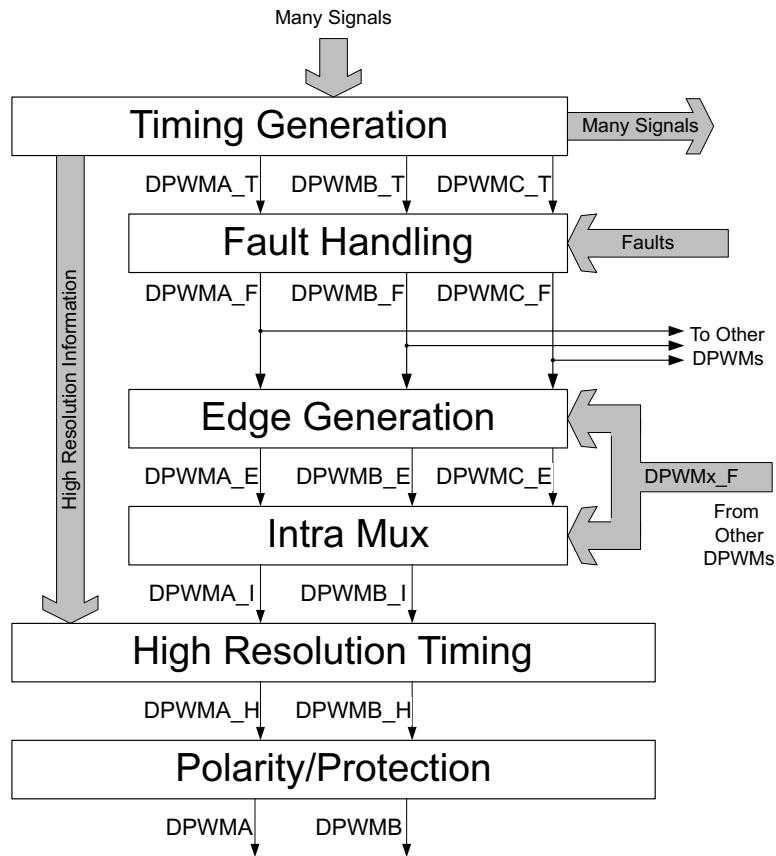 Many Signals
Timing Generation
Many Signals
DPWMA_T
DPWMB_T
DPWMC_T
Fault Handling
Faults
High Resolution Information
DPWMA_F
DPWMB_F
DPWMC_F
To Other
DPWMs
Edge Generation
DPWMA_E
DPWMB_E
DPWMC_E
DPWMx_F
From
Other
DPWMs
Intra Mux
DPWMA_I
DPWMB_I
High Resolution Timing
DPWMA_H
DPWMB_H
Polarity/Protection
DPWMA
DPWMB